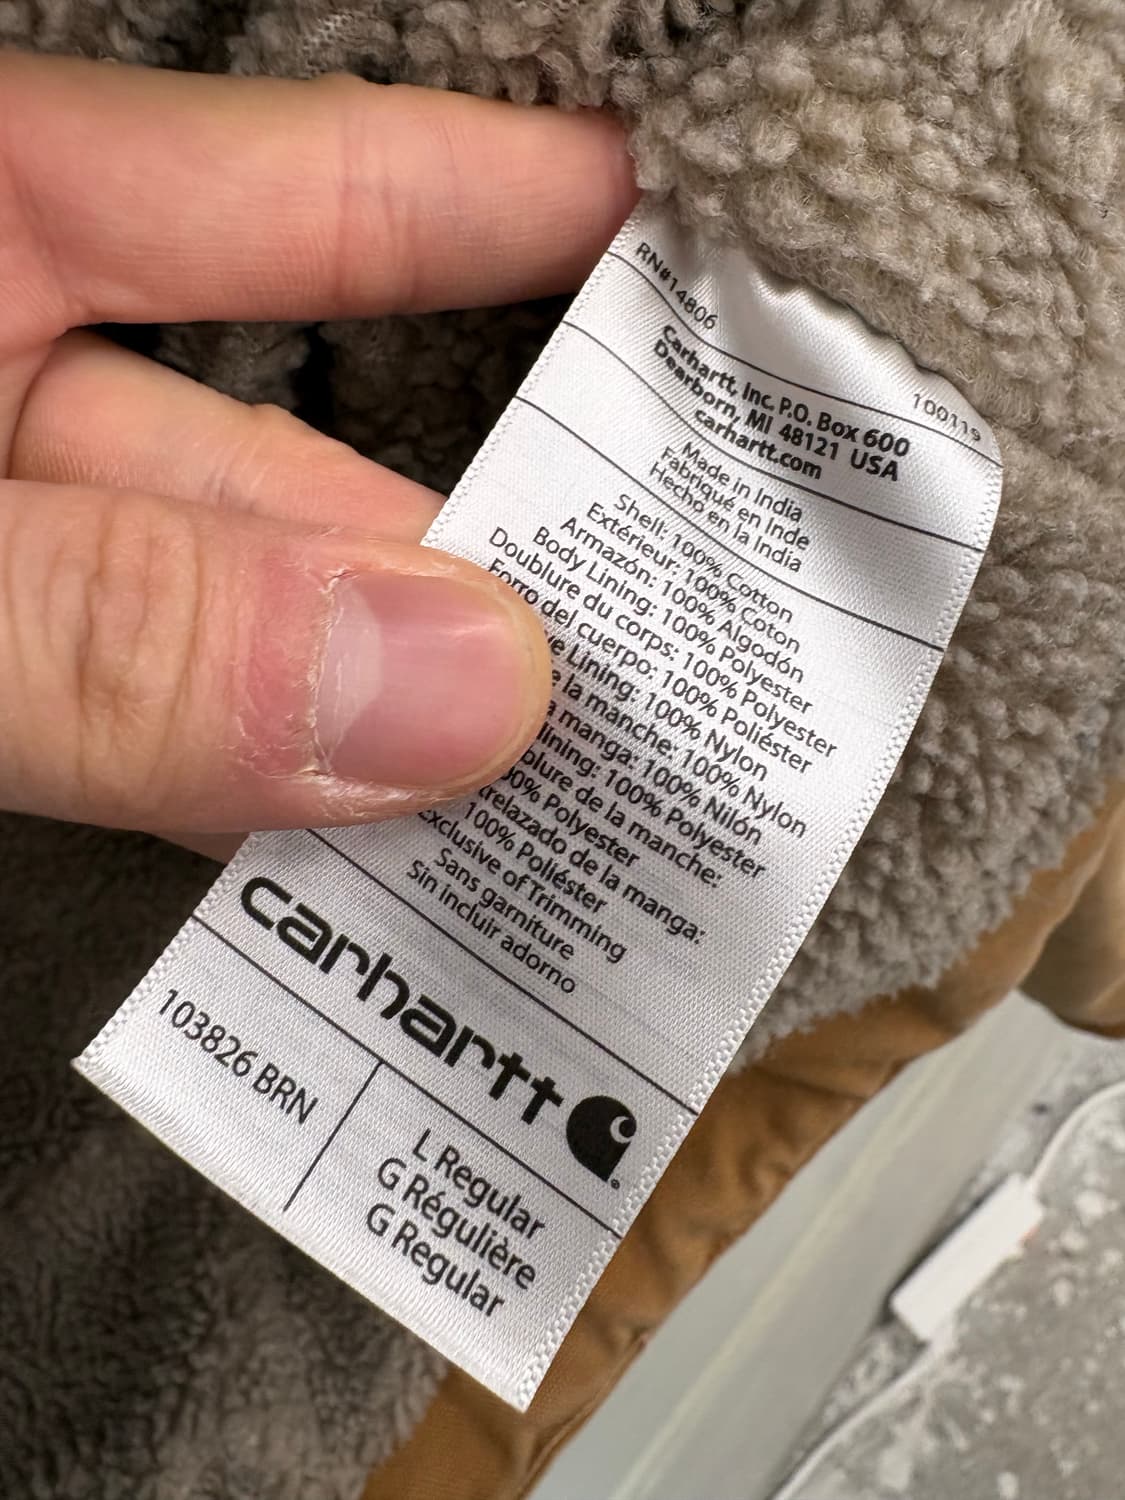 RN#14806
100119
Carhartt, Inc. P.O. Box 600
Dearborn, MI 48121 USA
carhartt.com
Made in India
Fabriqué en Inde
Hecho en la India
Shell: 100% Cotton
Extérieur: 100% Coton
Armazón: 100% Algodón
Body Lining: 100% Polyester
Doublure du corps: 100% Polyester
Forro del cuerpo: 100% Poliéster
Lining: 100% Nylon
la manche: 100% Nylon
manga: 100% Nilón
100% Polyester
de la manche:
Polyester
de la manga:
100% Poliéster
Exclusive of Trimming
Sans garniture
Sin incluir adorno
carhartt
103826 BRN
L Regular
G Régulière
G Regular